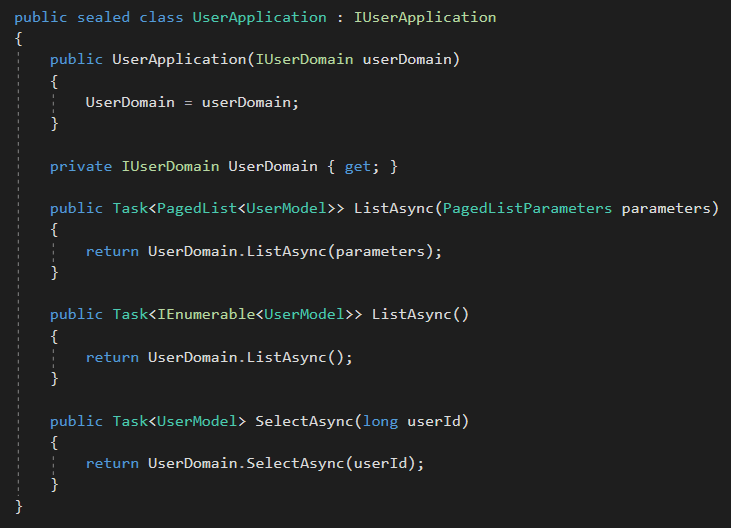 public sealed class UserApplication : IUserApplication
{
    public UserApplication(IUserDomain userDomain)
    {
        UserDomain = userDomain;
    }

    private IUserDomain UserDomain { get; }

    public Task<PagedList<UserModel>> ListAsync(PagedListParameters parameters)
    {
        return UserDomain.ListAsync(parameters);
    }

    public Task<IEnumerable<UserModel>> ListAsync()
    {
        return UserDomain.ListAsync();
    }

    public Task<UserModel> SelectAsync(long userId)
    {
        return UserDomain.SelectAsync(userId);
    }
}